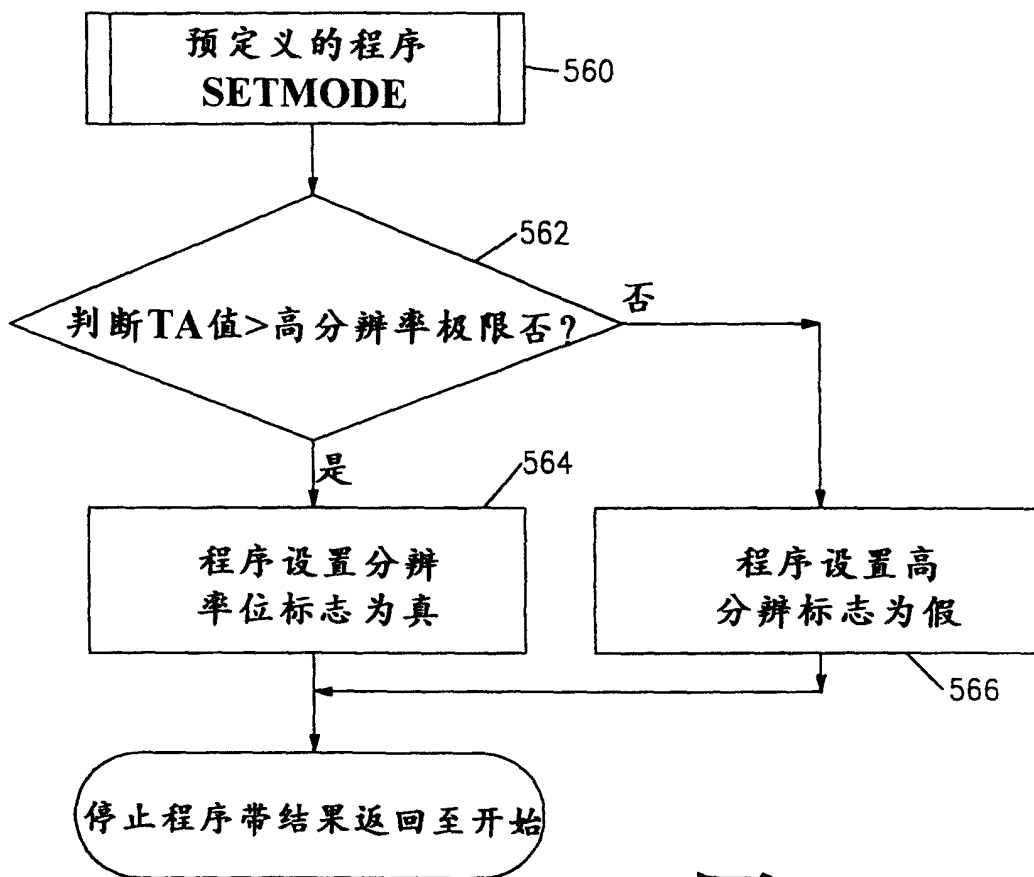 预定义的程序
SETMODE
560
562
判断TA值>高分辨率极限否?
否
是
564
程序设置分辨
率位标志为真
程序设置高
分辨标志为假
566
停止程序带结果返回至开始